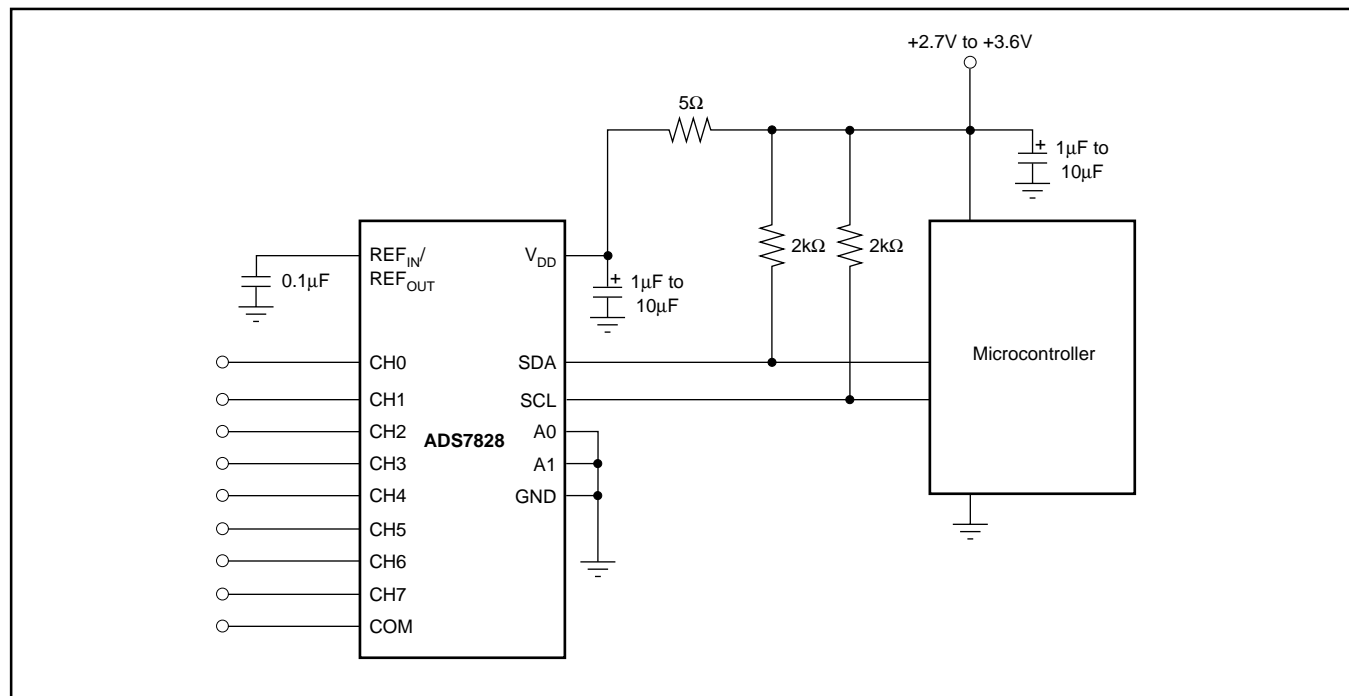 +2.7V to +3.6V
5Ω
+ 1μF to
10μF
REF_IN/
REF_OUT
V_DD
0.1μF
+
1μF to
10μF
2kΩ
2kΩ
Microcontroller
CH0
SDA
CH1
SCL
CH2
ADS7828
A0
CH3
A1
CH4
GND
CH5
CH6
CH7
COM